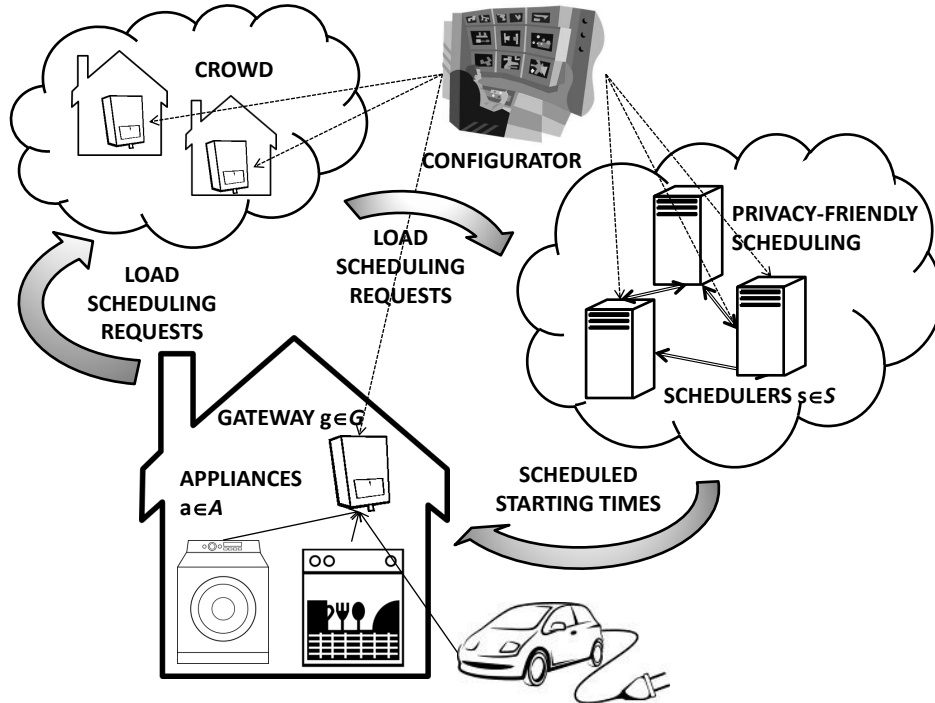 CROWD
CONFIGURATOR
PRIVACY-FRIENDLY
SCHEDULING
LOAD
SCHEDULING
REQUESTS
LOAD
SCHEDULING
REQUESTS
SCHEDULERS s∈S
GATEWAY g∈G
APPLIANCES
a∈A
SCHEDULED
STARTING TIMES